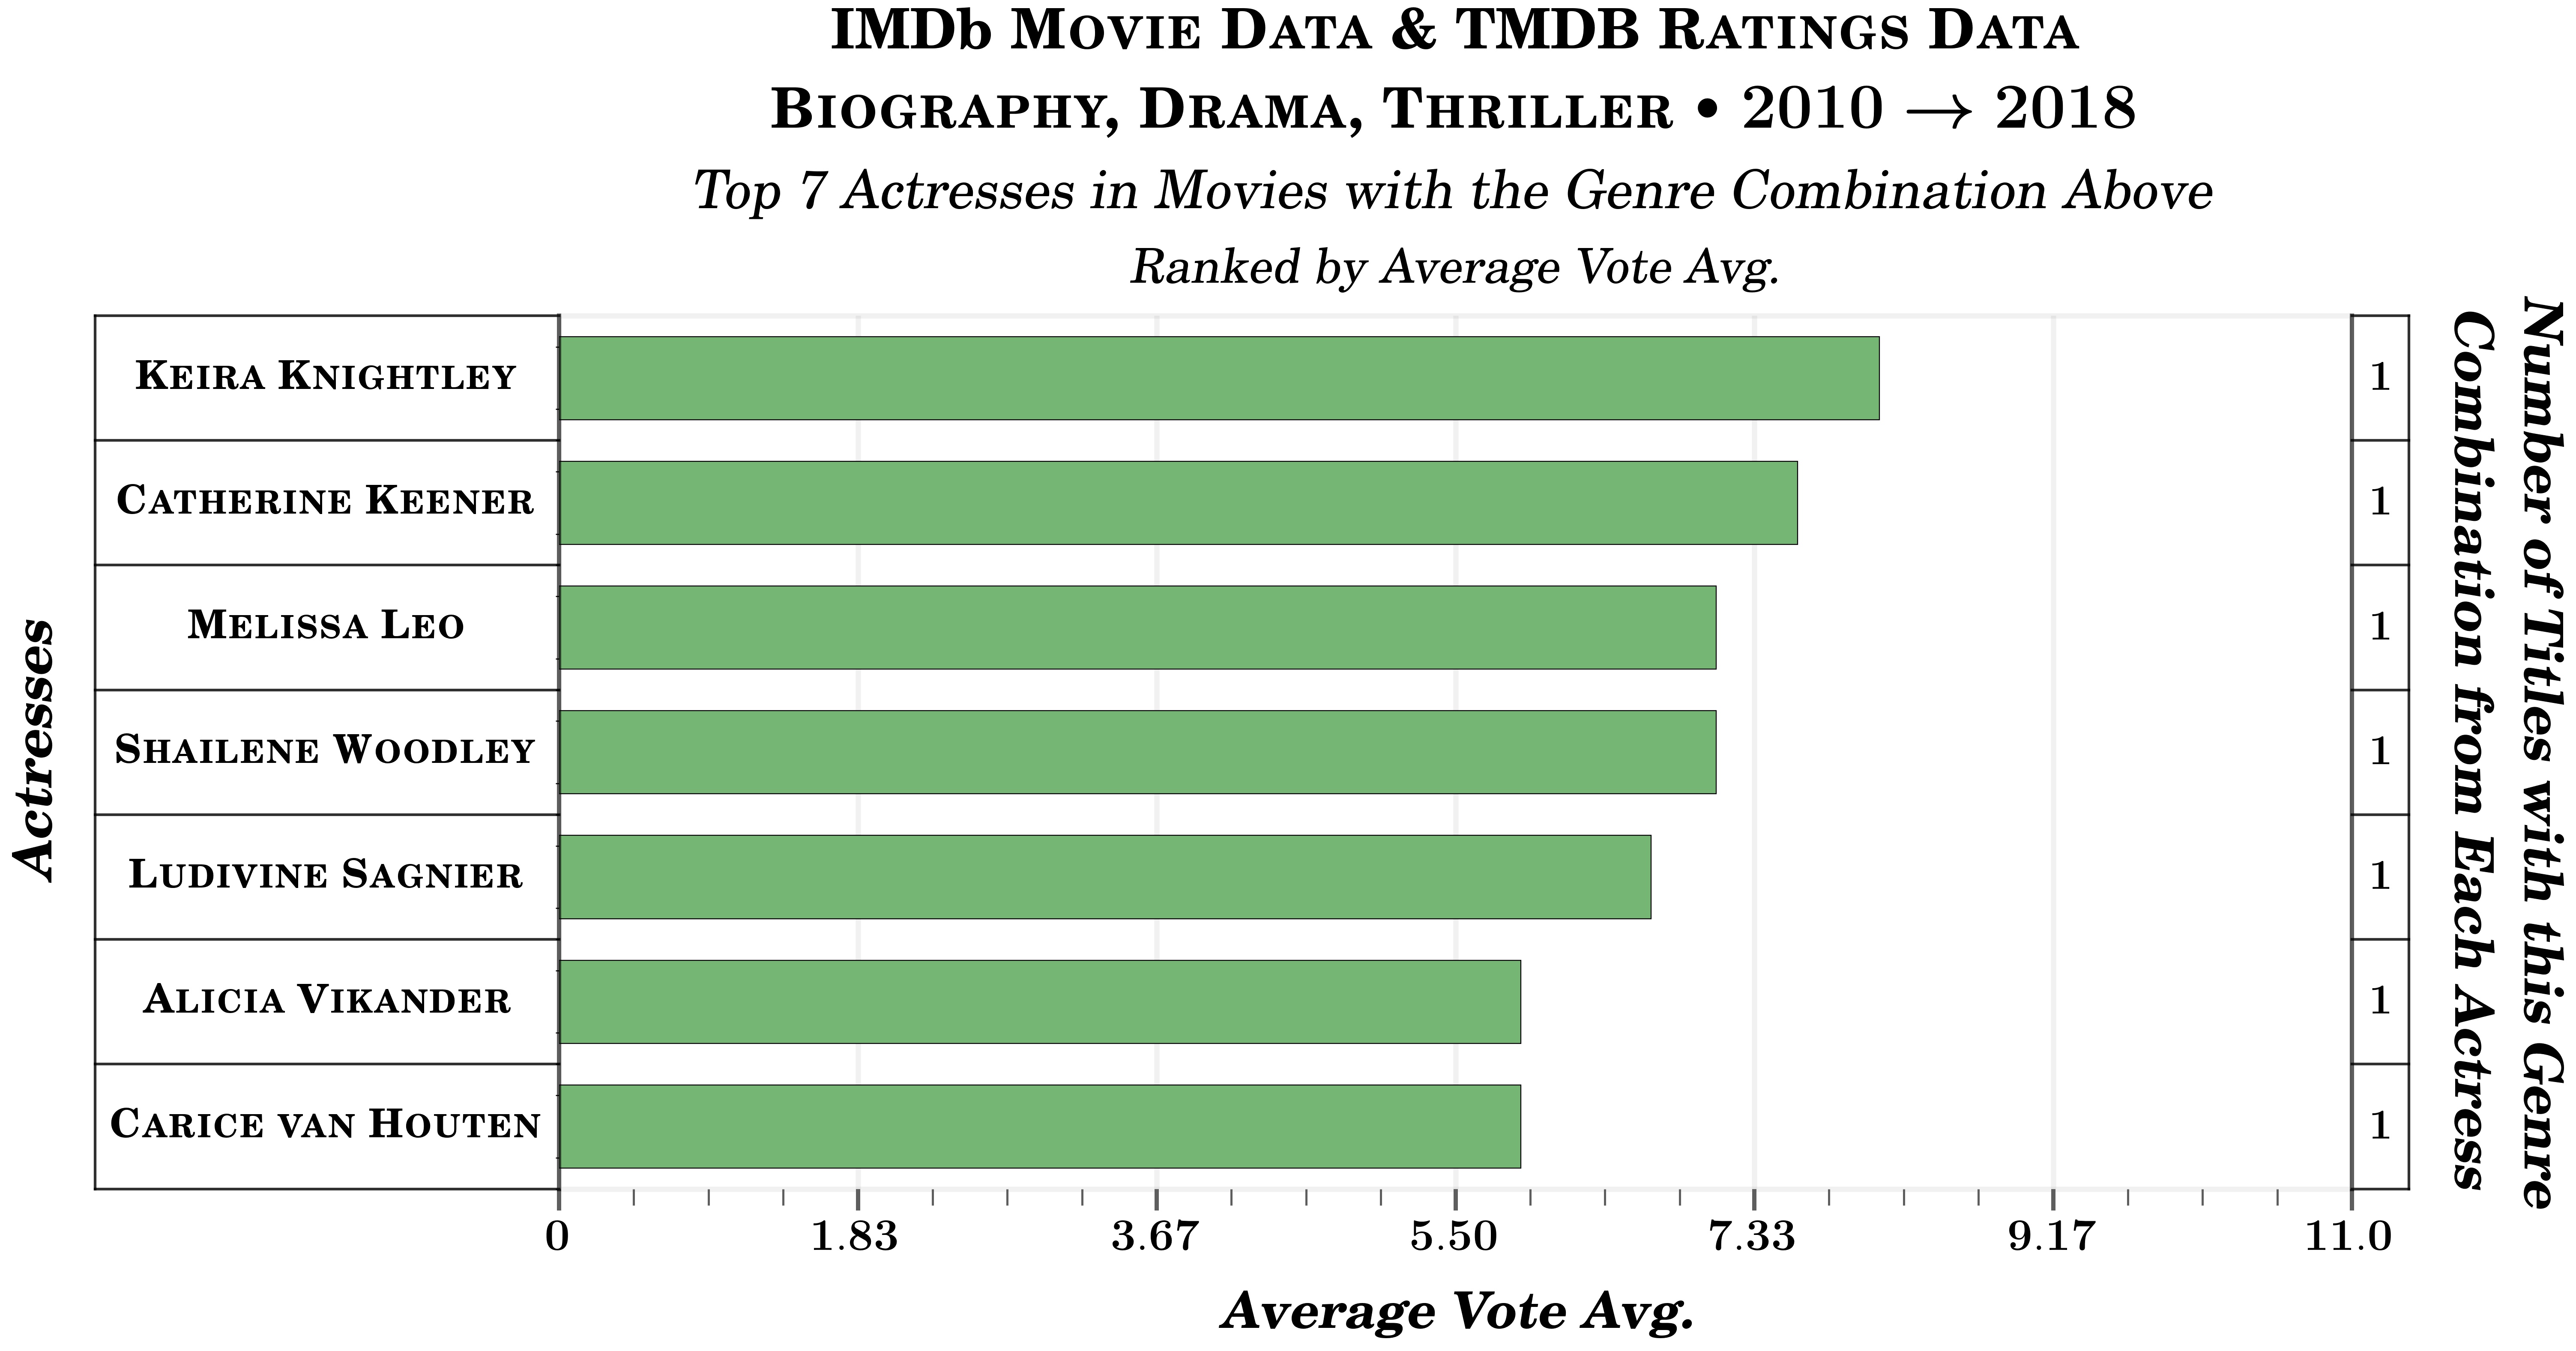 IMDb Movie Data & TMDB Ratings Data
Biography, Drama, Thriller • 2010 → 2018
Top 7 Actresses in Movies with the Genre Combination Above
Ranked by Average Vote Avg.
Actresses
Keira Knightley
1
Catherine Keener
1
Melissa Leo
1
Shailene Woodley
1
Ludivine Sagnier
1
Alicia Vikander
1
Carice van Houten
1
Number of Titles with this Genre
Combination from Each Actress
0 1.83 3.67 5.50 7.33 9.17 11.0
Average Vote Avg.